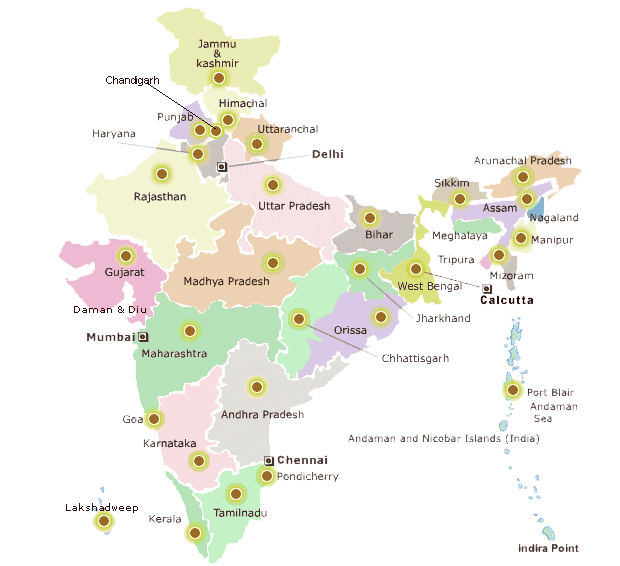 Jammu
&
kashmir
Chandigarh
Himachal
Punjab
Uttaranchal
Haryana
Delhi
Arunachal Pradesh
Sikkim
Rajasthan
Uttar Pradesh
Assam
Nagaland
Bihar
Meghalaya
Manipur
Tripura
Gujarat
Mizoram
Madhya Pradesh
West Bengal
Calcutta
Daman & Diu
Jharkhand
Orissa
Mumbai
Maharashtra
Chhattisgarh
Port Blair
Andaman
Sea
Andhra Pradesh
Goa
Karnataka
Andaman and Nicobar Islands (India)
Chennai
Pondicherry
Lakshadweep
Tamilnadu
Kerala
indira Point